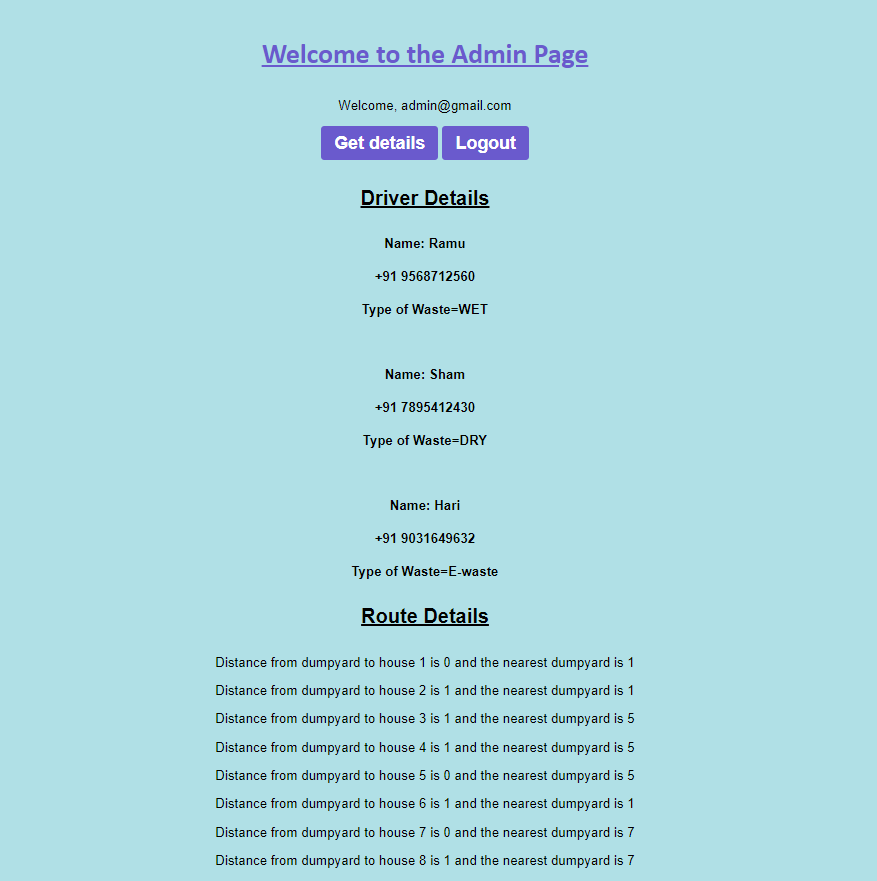 Welcome to the Admin Page
Welcome, admin@gmail.com
Get details Logout
Driver Details
Name: Ramu
+91 9568712560
Type of Waste=WET
Name: Sham
+91 7895412430
Type of Waste=DRY
Name: Hari
+91 9031649632
Type of Waste=E-waste
Route Details
Distance from dumpyard to house 1 is 0 and the nearest dumpyard is 1
Distance from dumpyard to house 2 is 1 and the nearest dumpyard is 1
Distance from dumpyard to house 3 is 1 and the nearest dumpyard is 5
Distance from dumpyard to house 4 is 1 and the nearest dumpyard is 5
Distance from dumpyard to house 5 is 0 and the nearest dumpyard is 5
Distance from dumpyard to house 6 is 1 and the nearest dumpyard is 1
Distance from dumpyard to house 7 is 0 and the nearest dumpyard is 7
Distance from dumpyard to house 8 is 1 and the nearest dumpyard is 7